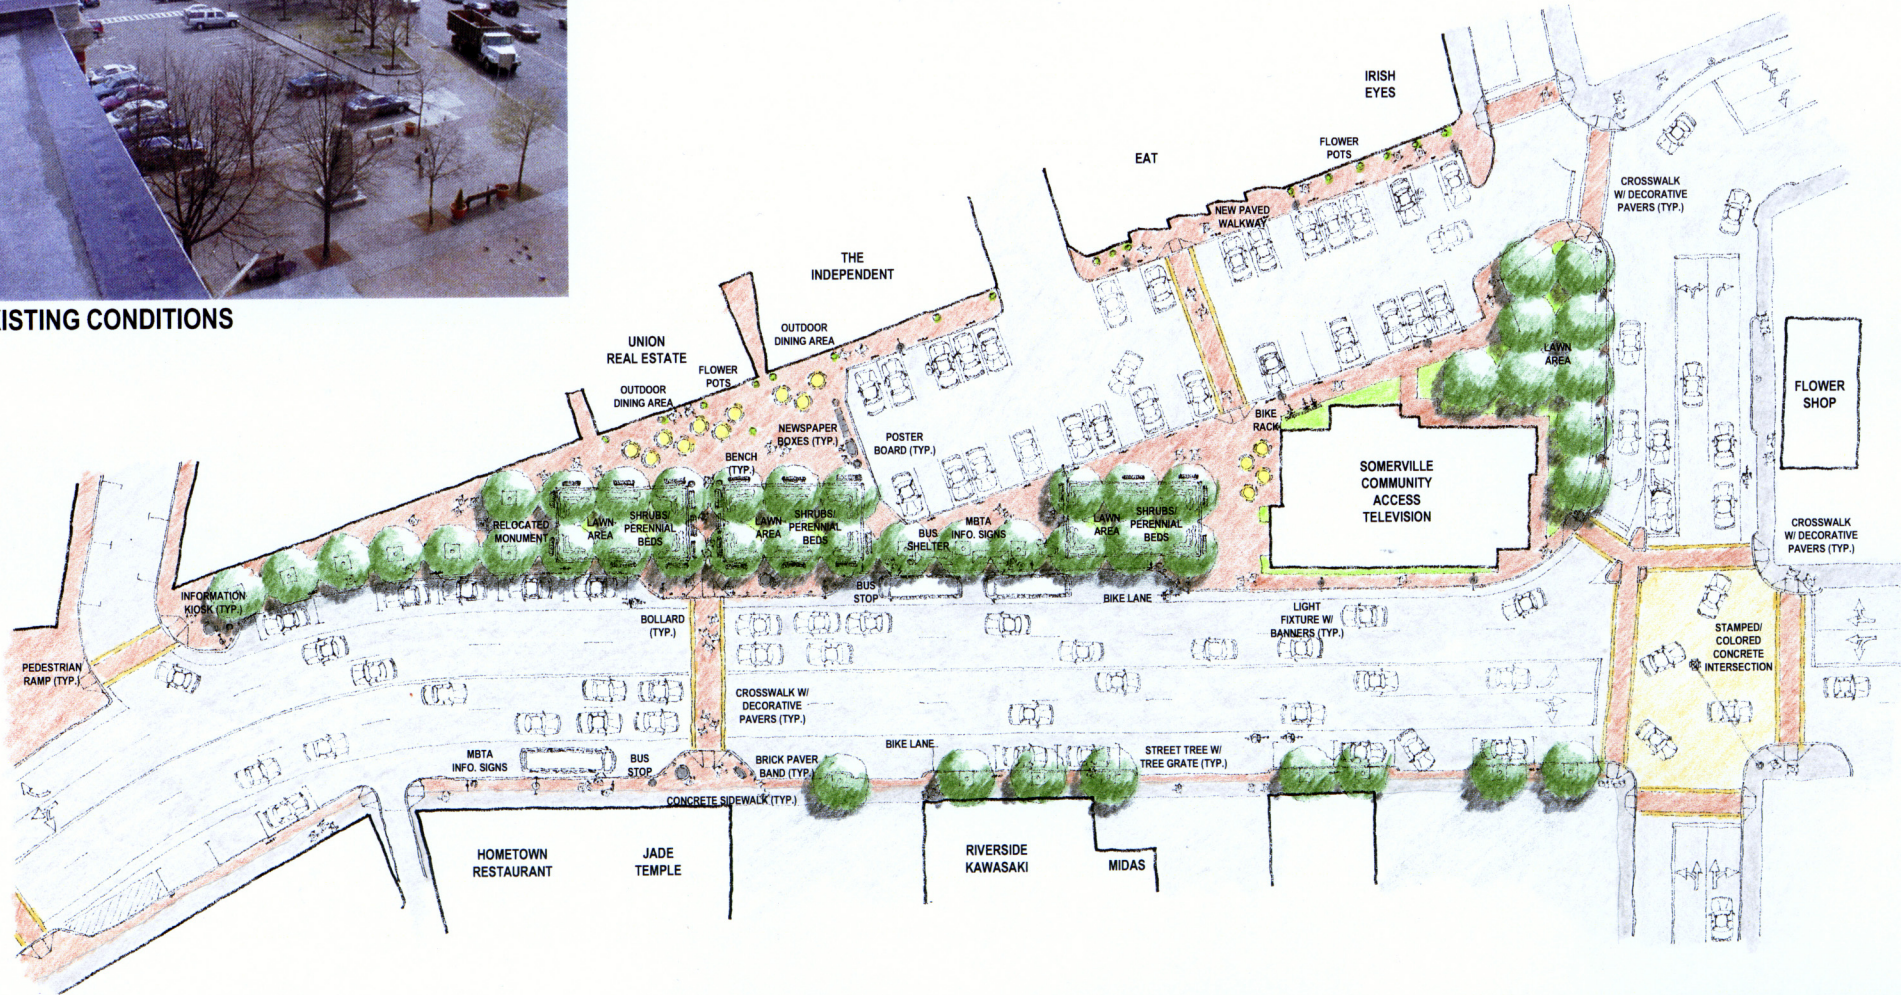 XISTING CONDITIONS
IRISH
EYES
FLOWER
POTS
EAT
CROSSWALK
W/ DECORATIVE
PAVERS (TYP.)
NEW PAVED
WALKWAY
THE
INDEPENDENT
OUTDOOR
DINING AREA
UNION
REAL ESTATE
FLOWER
POTS
OUTDOOR
DINING AREA
LAWN
AREA
FLOWER
SHOP
NEWSPAPER
BOXES (TYP.)
POSTER
BOARD (TYP.)
BIKE
RACK
BENCH
(TYP.)
SOMERVILLE
COMMUNITY
ACCESS
TELEVISION
RELOCATED
MONUMENT
LAWN
AREA
SHRUBS/
PERENNIAL
BEDS
LAWN
AREA
SHRUBS/
PERENNIAL
BEDS
BUS
SHELTER
MBTA
INFO. SIGNS
LAWN
AREA
SHRUBS/
PERENNIAL
BEDS
CROSSWALK
W/ DECORATIVE
PAVERS (TYP.)
INFORMATION
KIOSK (TYP.)
BUS
STOP
BIKE LANE
BOLLARD
(TYP.)
LIGHT
FIXTURE W/
BANNERS (TYP.)
STAMPED/
COLORED
CONCRETE
INTERSECTION
PEDESTRIAN
RAMP (TYP.)
CROSSWALK W/
DECORATIVE
PAVERS (TYP.)
MBTA
INFO. SIGNS
BUS
STOP
BRICK PAVER
BAND (TYP.)
BIKE LANE
STREET TREE W/
TREE GRATE (TYP.)
CONCRETE SIDEWALK (TYP.)
HOMETOWN
RESTAURANT
JADE
TEMPLE
RIVERSIDE
KAWASAKI
MIDAS